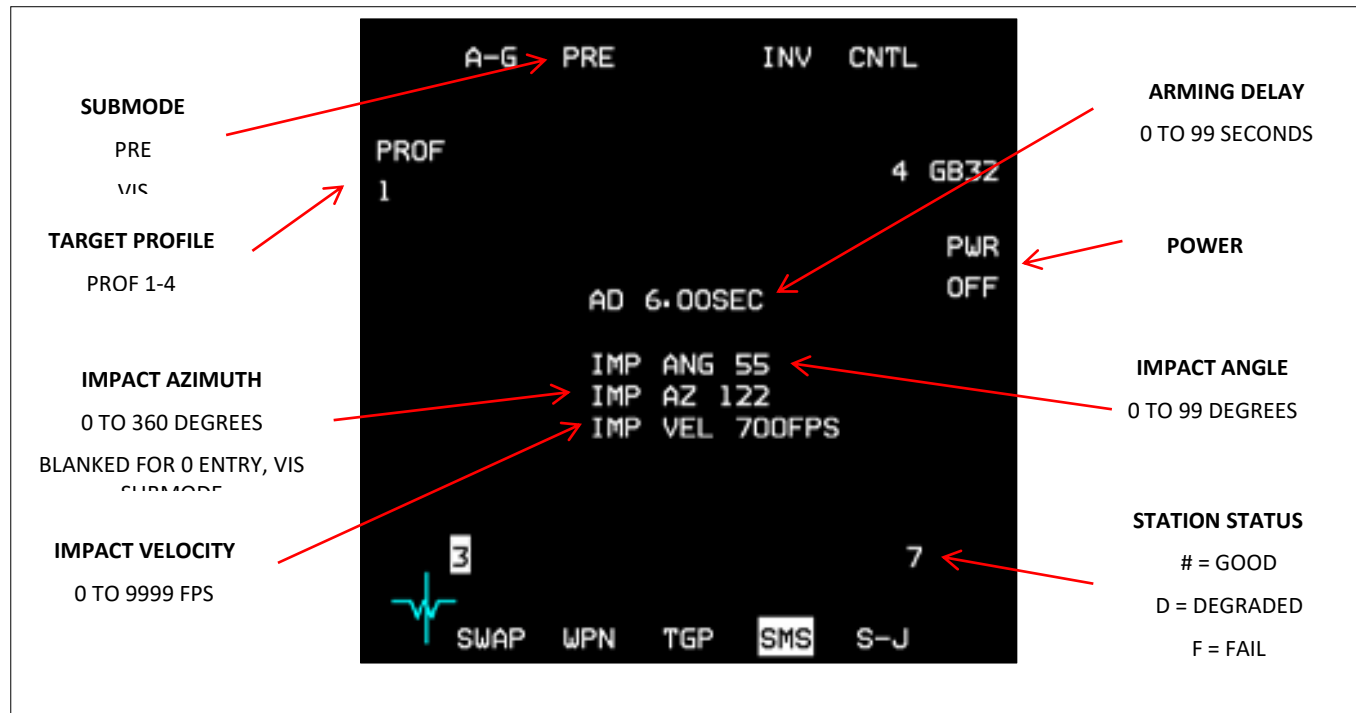 A-G PRE INV CNTL
SUBMODE
PRE
VIS
ARMING DELAY
0 TO 99 SECONDS
PROF
1
4 GB32
TARGET PROFILE
PROF 1-4
PWR
OFF
POWER
AD 6.00SEC
IMPACT AZIMUTH
0 TO 360 DEGREES
BLANKED FOR 0 ENTRY, VIS
SUBMODE
IMP ANG 55
IMP AZ 122
IMP VEL 700FPS
IMPACT ANGLE
0 TO 99 DEGREES
IMPACT VELOCITY
0 TO 9999 FPS
STATION STATUS
# = GOOD
D = DEGRADED
F = FAIL
3
7
SWAP WPN TGP SMS S-J